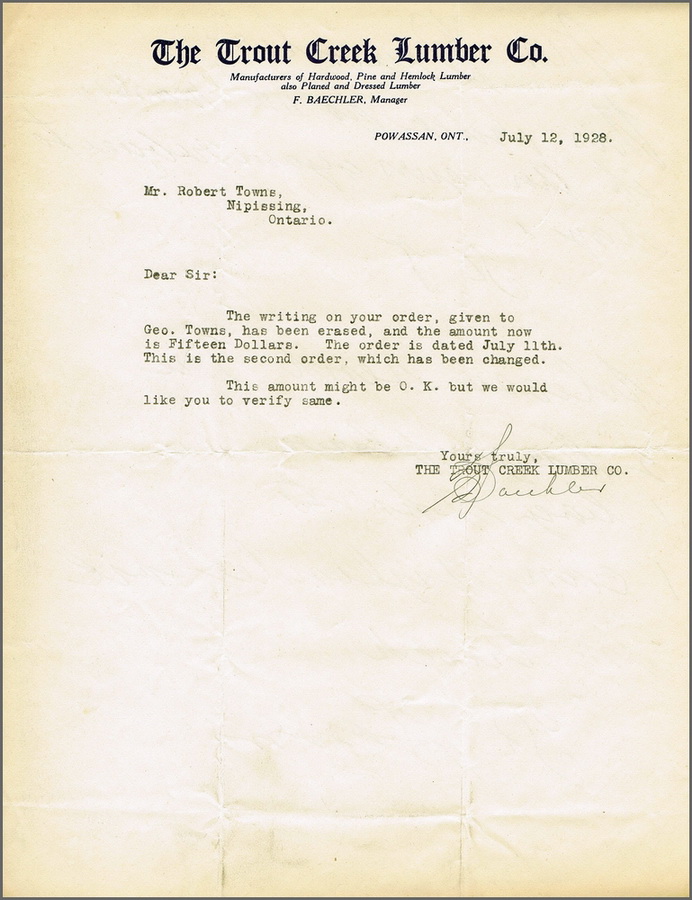 The Trout Creek Lumber Co.
Manufacturers of Hardwood, Pine and Hemlock Lumber
also Planed and Dressed Lumber
F. BAECHLER, Manager
POWASSAN, ONT., July 12, 1928.
Mr. Robert Towns,
Nipissing,
Ontario.
Dear Sir:
The writing on your order, given to
Geo. Towns, has been erased, and the amount now
is Fifteen Dollars. The order is dated July 11th.
This is the second order, which has been changed.
This amount might be O. K. but we would
like you to verify same.
Yours truly,
THE TROUT CREEK LUMBER CO.
F Baechler